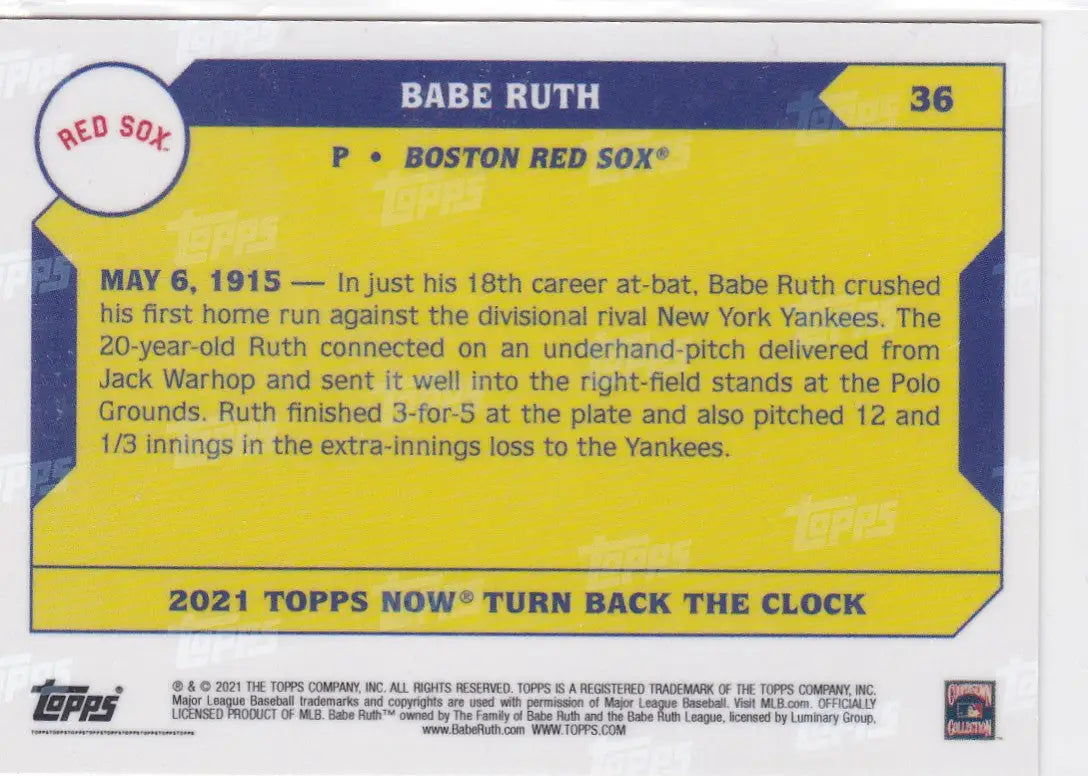 BABE RUTH
36
RED SOX
P • BOSTON RED SOX®
MAY 6, 1915 — In just his 18th career at-bat, Babe Ruth crushed
his first home run against the divisional rival New York Yankees. The
20-year-old Ruth connected on an underhand-pitch delivered from
Jack Warhop and sent it well into the right-field stands at the Polo
Grounds. Ruth finished 3-for-5 at the plate and also pitched 12 and
1/3 innings in the extra-innings loss to the Yankees.
2021 TOPPS NOW® TURN BACK THE CLOCK
Topps®
® & © 2021 THE TOPPS COMPANY, INC. ALL RIGHTS RESERVED. TOPPS IS A REGISTERED TRADEMARK OF THE TOPPS COMPANY, INC.
Major League Baseball trademarks and copyrights are used with permission of Major League Baseball. Visit MLB.com. OFFICIALLY
LICENSED PRODUCT OF MLB. Babe Ruth™ owned by The Family of Babe Ruth and the Babe Ruth League, licensed by Luminary Group.
www.BabeRuth.com WWW.TOPPS.COM
COOPERSTOWN
COLLECTION